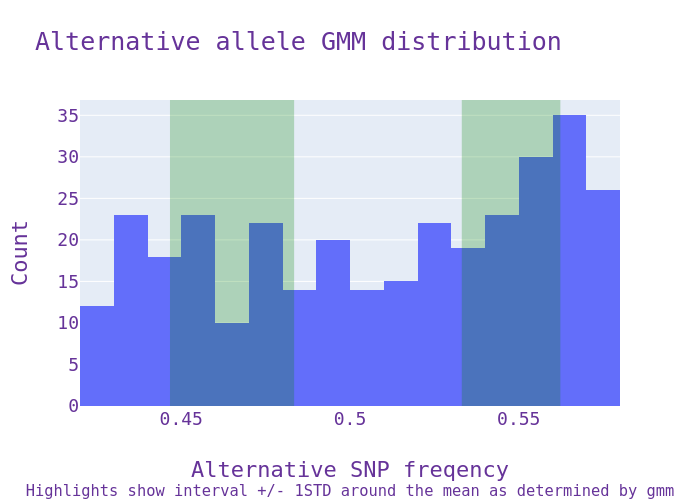 Alternative allele GMM distribution
35
30
25
20
15
10
5
0
Count
0.45 0.5 0.55
Alternative SNP freqency
Highlights show interval +/- 1STD around the mean as determined by gmm